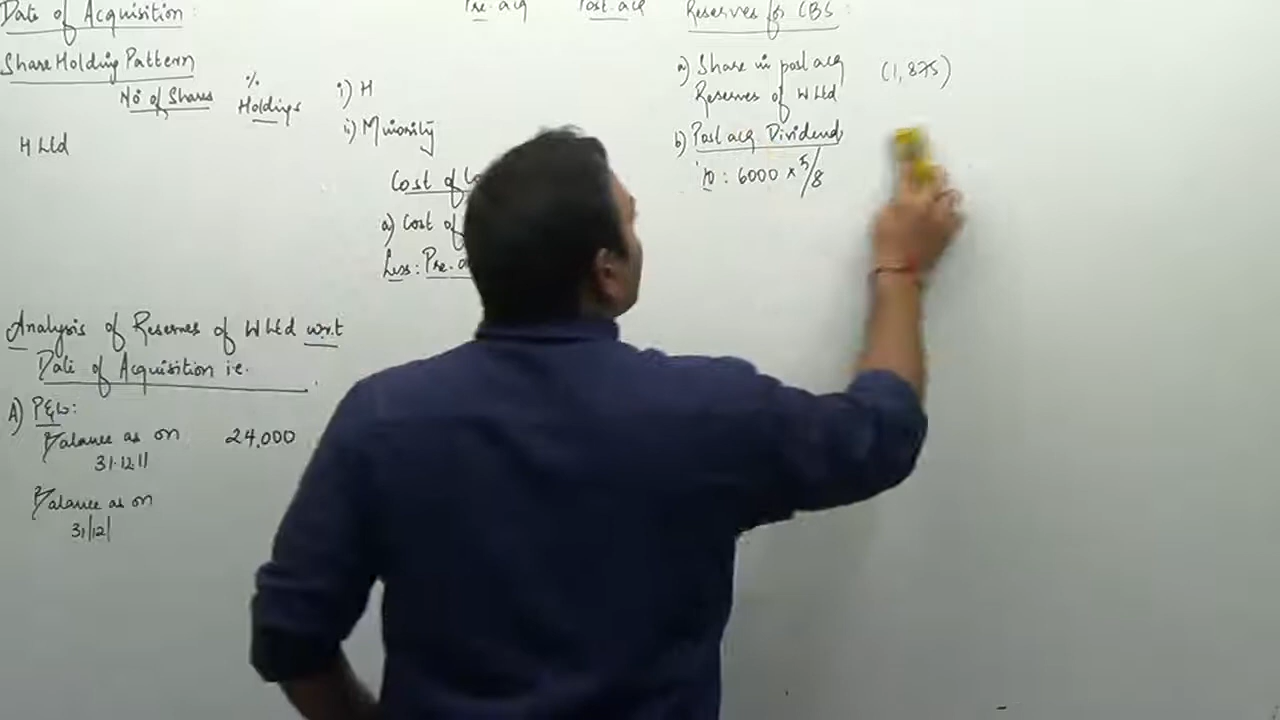 Date of Acquisition:
Share Holding Pattern
No of Shares
%
Holdings
H Ltd
Pre. acq
Post. acq
i) H
ii) Minority
Cost of
a) Cost of
Less: Pre. a
Analysis of Reserves of W Ltd w.r.t
Date of Acquisition i.e.
A) P&L:
Balance as on 24,000
31.12.11
Balance as on
31/12/
Reserves for CBS:
a) Share in post acq (1,875)
Reserves of W Ltd
b) Post acq Dividend
10: 6000 × 5/8